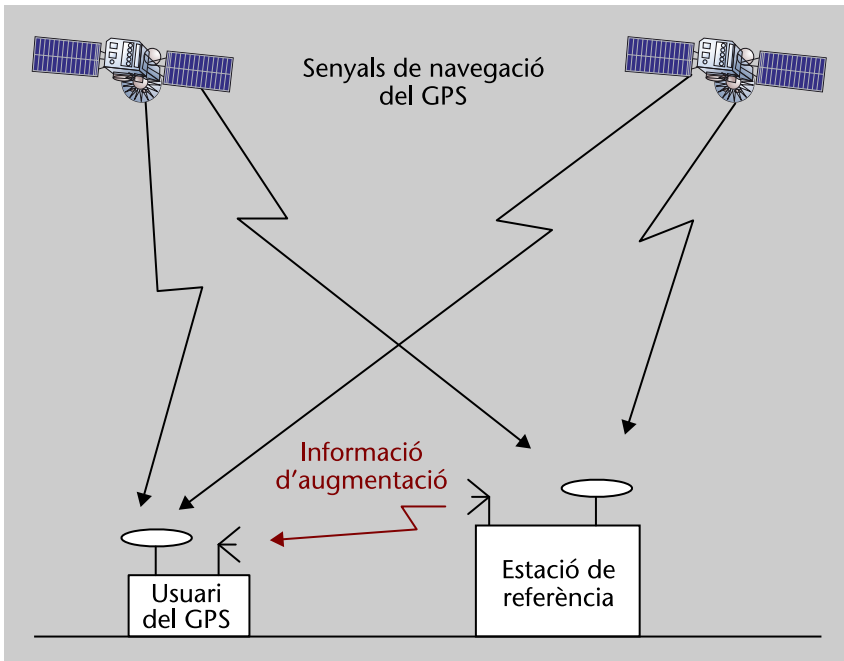 Senyals de navegació
del GPS
Informació
d'augmentació
Usuari
del GPS
Estació de
referència